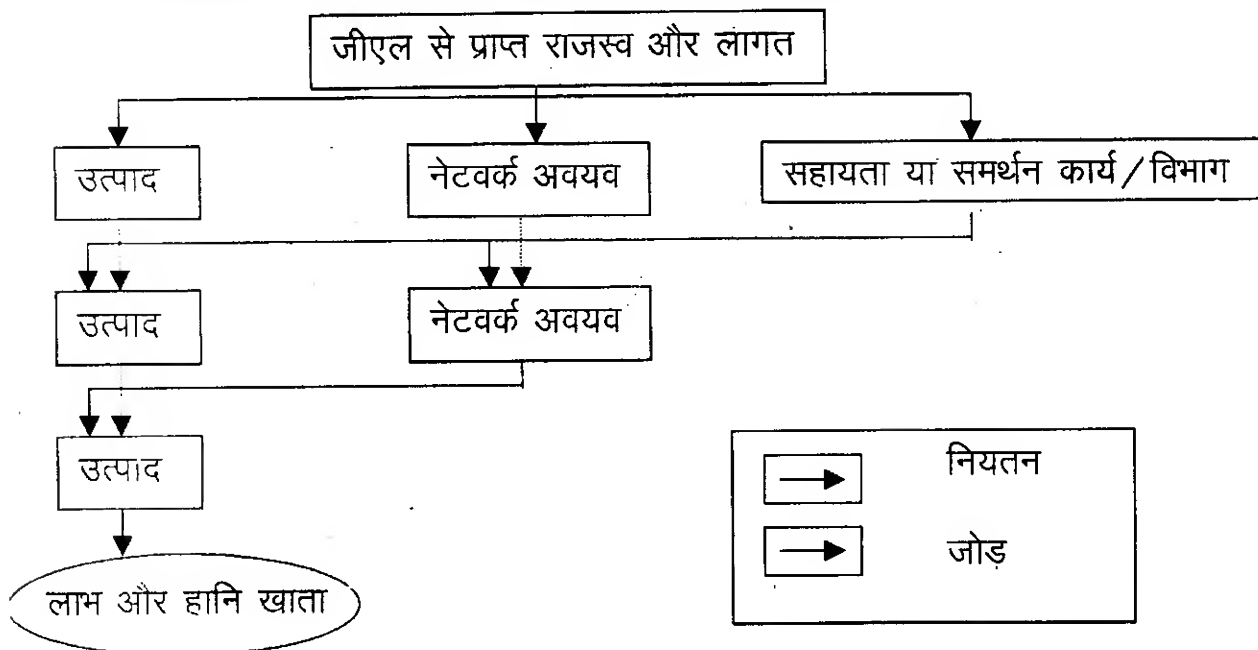 जीएल से प्राप्त राजस्व और लागत
उत्पाद
नेटवर्क अवयव
सहायता या समर्थन कार्य/विभाग
उत्पाद
नेटवर्क अवयव
उत्पाद
लाभ और हानि खाता
नियतन
जोड़